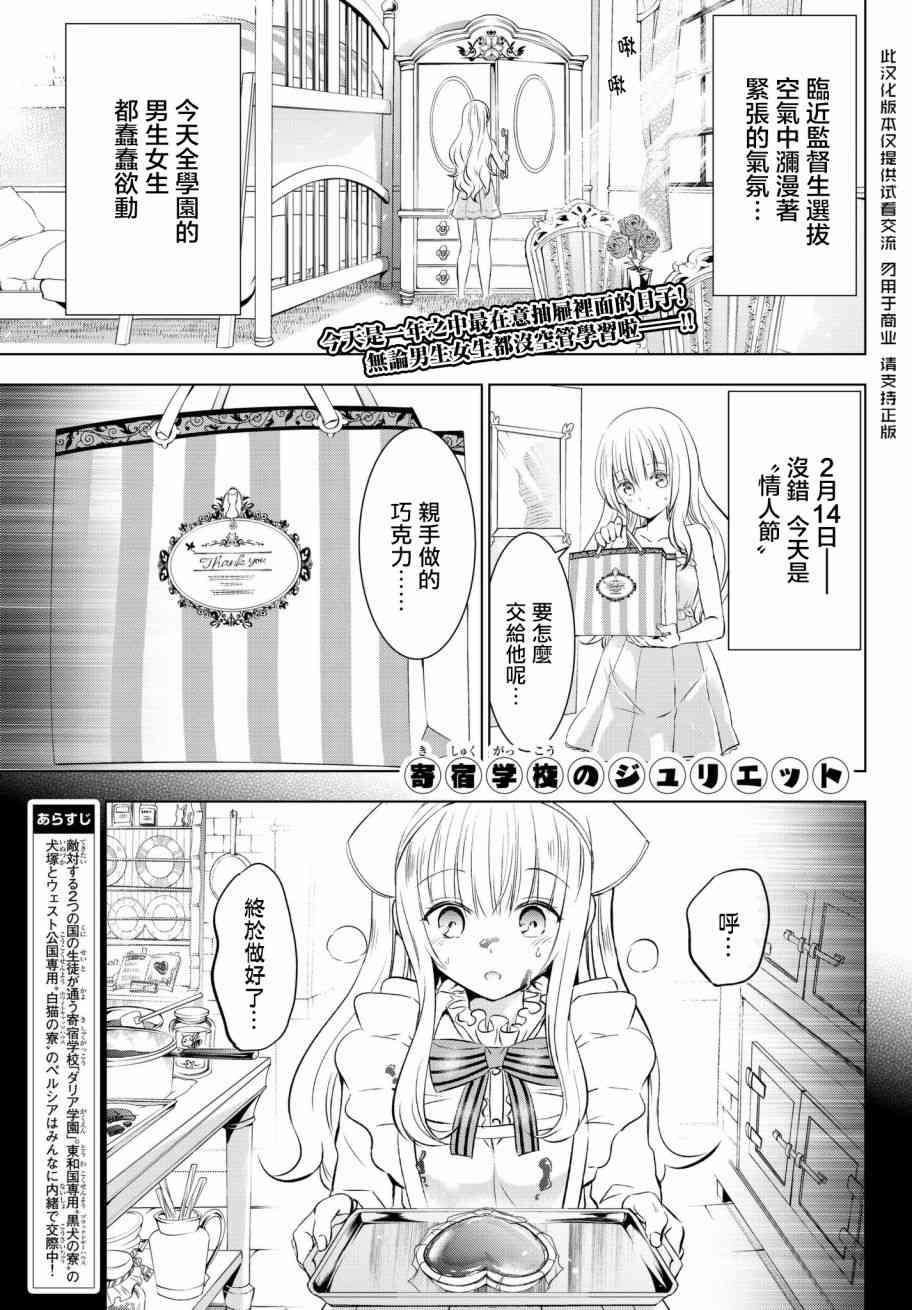 臨近監督生選拔
空氣中瀰漫著
緊張的氣氛…
今天全學園的
男生女生
都蠢蠢欲動
今天是一年之中最在意抽屜裡面的日子!
無論男生女生都沒空管學習啦——!!
2月14日——
沒錯 今天是
〝情人節〞
要怎麼
交給他呢…
親手做的
巧克力……
Thank you
寄宿学校のジュリエット
きしゅくがっこう
呼…
終於做好了…
あらすじ
敵対する2つの国の生徒が通う寄宿学校「ダリア学園」。東和国専用〝黒犬の寮〞の
犬塚とウェスト公国専用〝白猫の寮〞のペルシアはみんなに内緒で交際中!
此汉化版本仅提供试看交流 勿用于商业 请支持正版